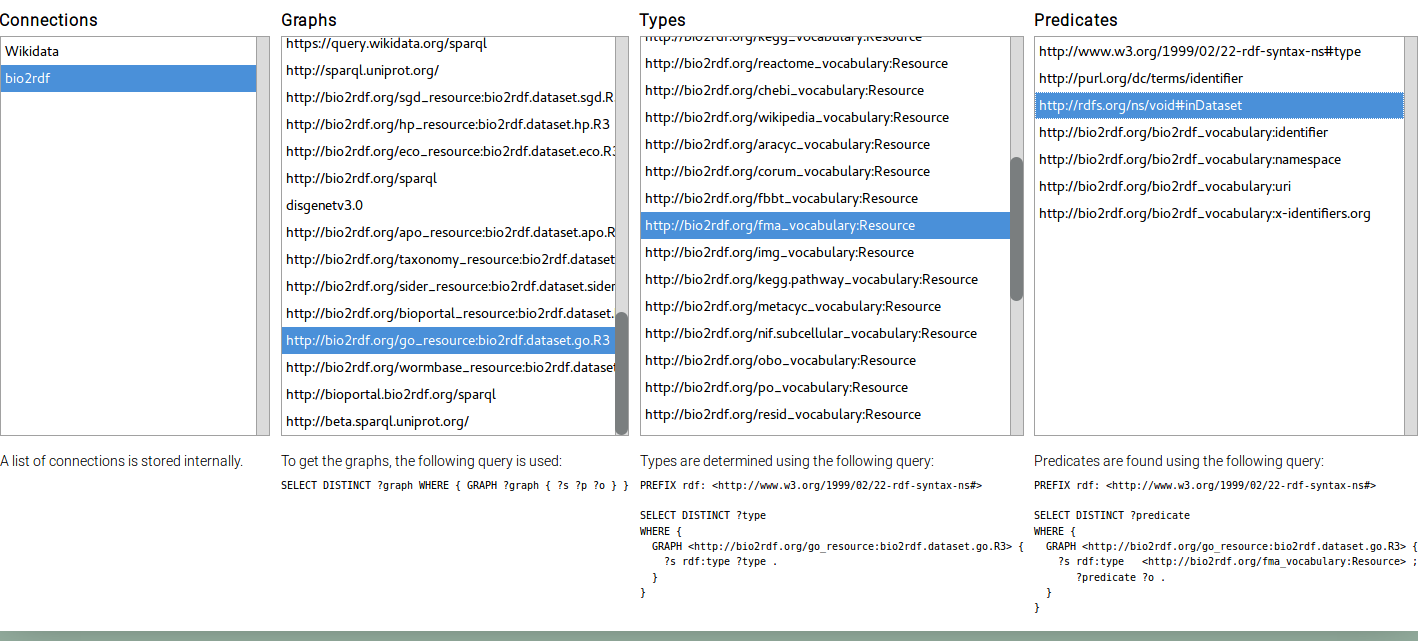 Connections
Wikidata
bio2rdf
A list of connections is stored internally.
Graphs
https://query.wikidata.org/sparql
http://sparql.uniprot.org/
http://bio2rdf.org/sgd_resource:bio2rdf.dataset.sgd.R
http://bio2rdf.org/hp_resource:bio2rdf.dataset.hp.R3
http://bio2rdf.org/eco_resource:bio2rdf.dataset.eco.R3
http://bio2rdf.org/sparql
disgenetv3.0
http://bio2rdf.org/apo_resource:bio2rdf.dataset.apo.R
http://bio2rdf.org/taxonomy_resource:bio2rdf.dataset
http://bio2rdf.org/sider_resource:bio2rdf.dataset.sider
http://bio2rdf.org/bioportal_resource:bio2rdf.dataset.
http://bio2rdf.org/go_resource:bio2rdf.dataset.go.R3
http://bio2rdf.org/wormbase_resource:bio2rdf.dataset
http://bioportal.bio2rdf.org/sparql
http://beta.sparql.uniprot.org/
To get the graphs, the following query is used:
SELECT DISTINCT ?graph WHERE { GRAPH ?graph { ?s ?p ?o } }
Types
http://bio2rdf.org/kegg_vocabulary:Resource
http://bio2rdf.org/reactome_vocabulary:Resource
http://bio2rdf.org/chebi_vocabulary:Resource
http://bio2rdf.org/wikipedia_vocabulary:Resource
http://bio2rdf.org/aracyc_vocabulary:Resource
http://bio2rdf.org/corum_vocabulary:Resource
http://bio2rdf.org/fbbt_vocabulary:Resource
http://bio2rdf.org/fma_vocabulary:Resource
http://bio2rdf.org/img_vocabulary:Resource
http://bio2rdf.org/kegg.pathway_vocabulary:Resource
http://bio2rdf.org/metacyc_vocabulary:Resource
http://bio2rdf.org/nif.subcellular_vocabulary:Resource
http://bio2rdf.org/obo_vocabulary:Resource
http://bio2rdf.org/po_vocabulary:Resource
http://bio2rdf.org/resid_vocabulary:Resource
Types are determined using the following query:
PREFIX rdf: <http://www.w3.org/1999/02/22-rdf-syntax-ns#>
SELECT DISTINCT ?type
WHERE {
GRAPH <http://bio2rdf.org/go_resource:bio2rdf.dataset.go.R3> {
?s rdf:type ?type .
}
}
Predicates
http://www.w3.org/1999/02/22-rdf-syntax-ns#type
http://purl.org/dc/terms/identifier
http://rdfs.org/ns/void#inDataset
http://bio2rdf.org/bio2rdf_vocabulary:identifier
http://bio2rdf.org/bio2rdf_vocabulary:namespace
http://bio2rdf.org/bio2rdf_vocabulary:uri
http://bio2rdf.org/bio2rdf_vocabulary:x-identifiers.org
Predicates are found using the following query:
PREFIX rdf: <http://www.w3.org/1999/02/22-rdf-syntax-ns#>
SELECT DISTINCT ?predicate
WHERE {
GRAPH <http://bio2rdf.org/go_resource:bio2rdf.dataset.go.R3> {
?s rdf:type <http://bio2rdf.org/fma_vocabulary:Resource> ;
?predicate ?o .
}
}